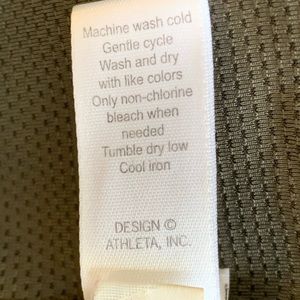 Machine wash cold
Gentle cycle
Wash and dry
with like colors
Only non-chlorine
bleach when
needed
Tumble dry low
Cool iron
DESIGN ©
ATHLETA, INC.